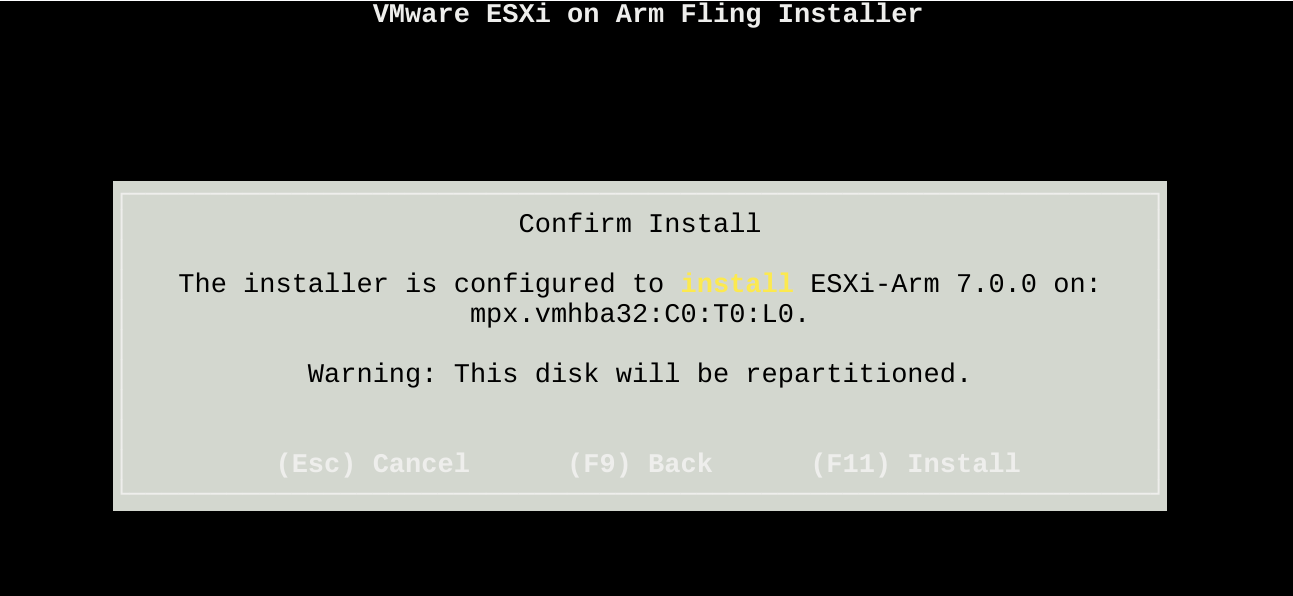 VMware ESXi on Arm Fling Installer
Confirm Install
The installer is configured to install ESXi-Arm 7.0.0 on:
mpx.vmhba32:C0:T0:L0.
Warning: This disk will be repartitioned.
(Esc) Cancel (F9) Back (F11) Install